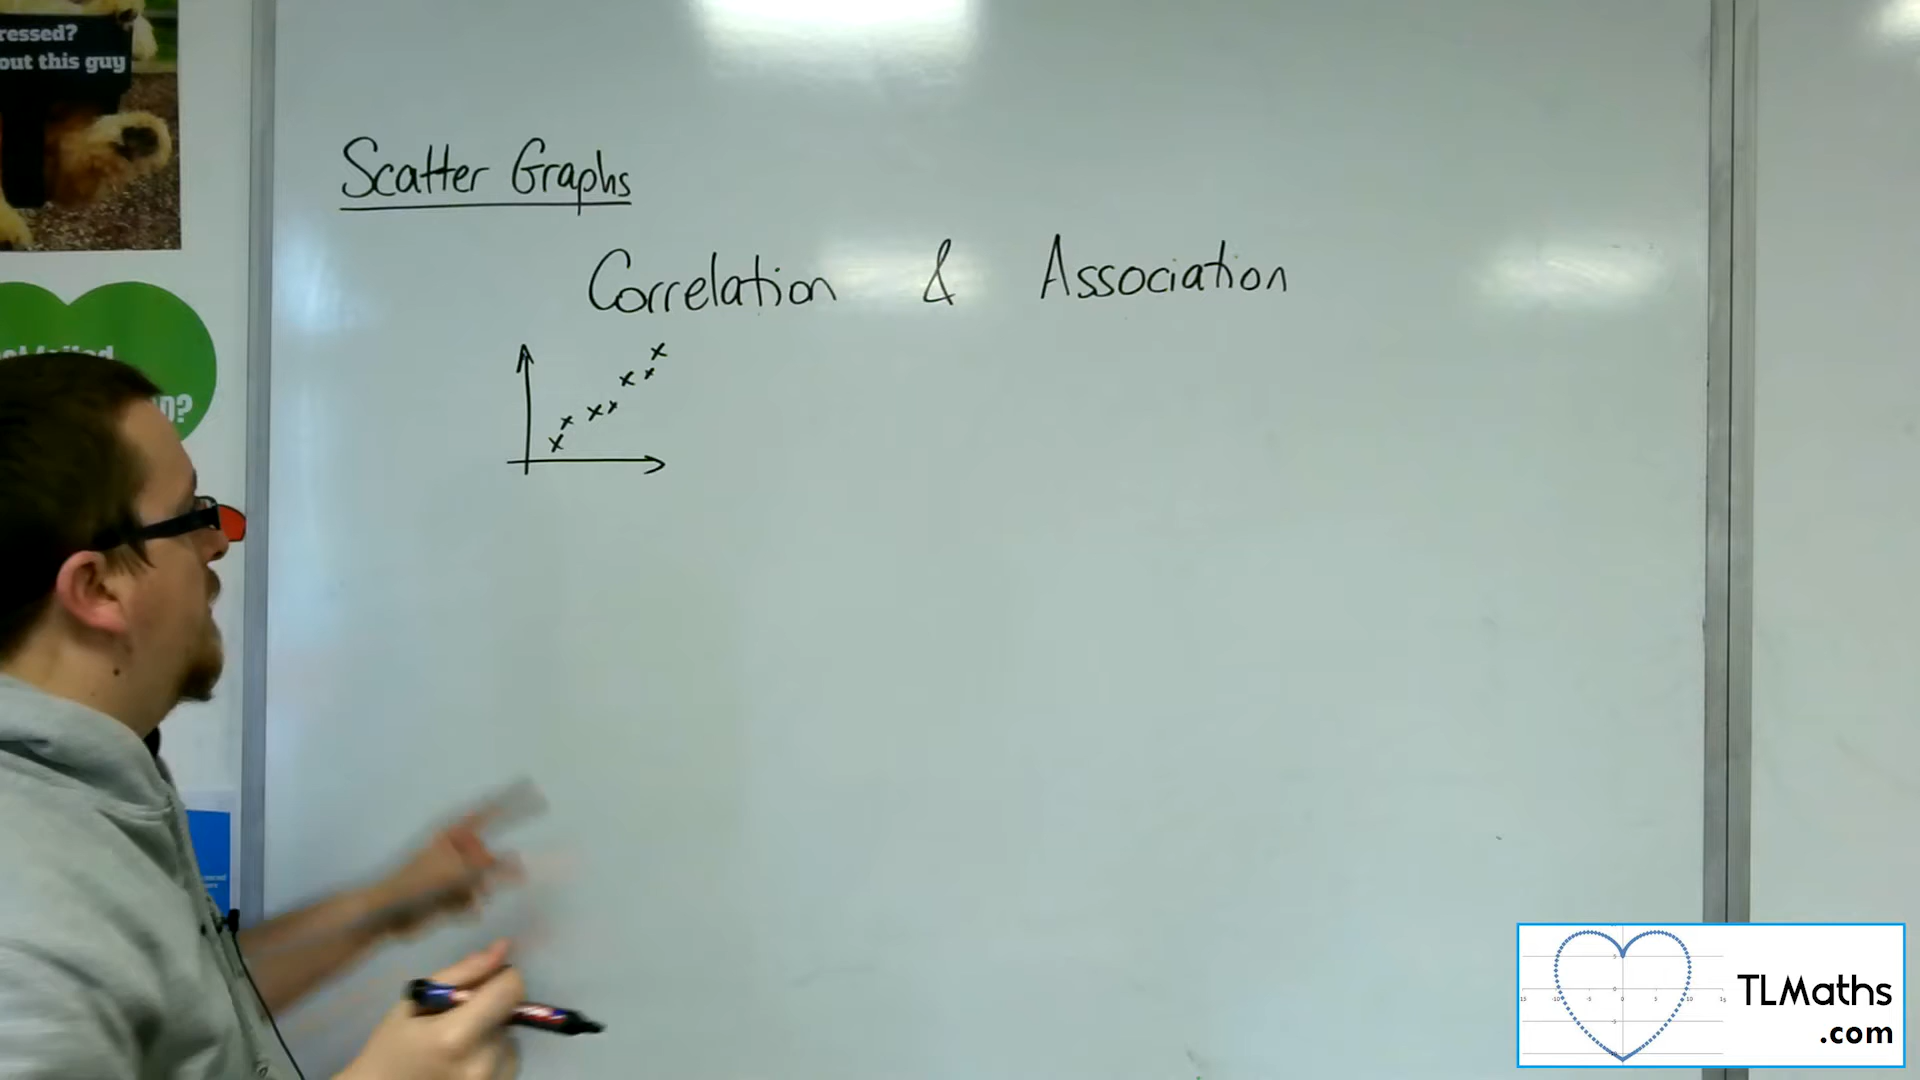 ressed?
out this guy
Scatter Graphs
Correlation & Association
TLMaths
.com